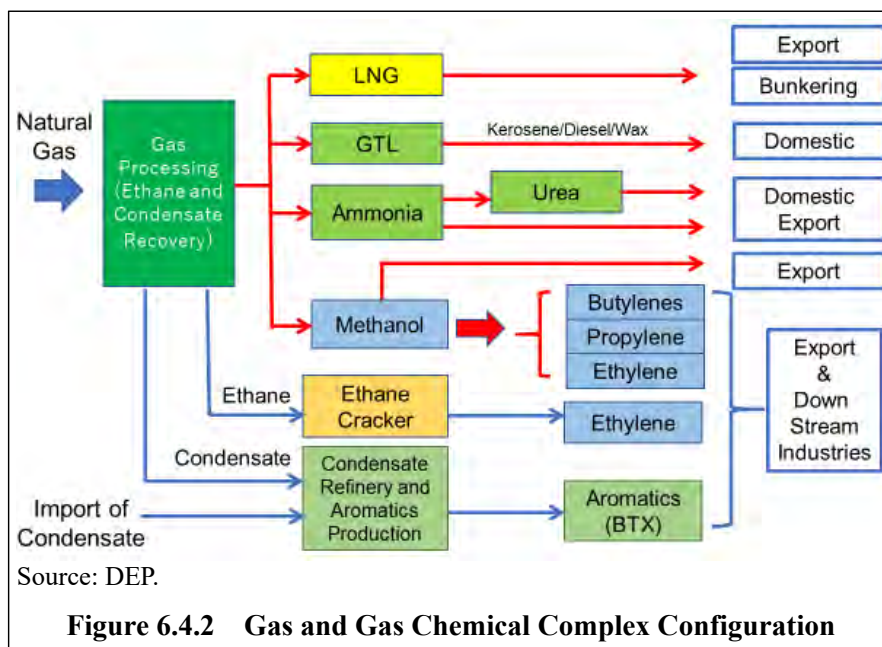 Natural
Gas
Gas
Processing
(Ethane and
Condensate
Recovery)
LNG
Export
Bunkering
GTL
Kerosene/Diesel/Wax
Domestic
Ammonia
Urea
Domestic
Export
Export
Methanol
Butylenes
Propylene
Ethylene
Export
&
Down
Stream
Industries
Ethane
Ethane
Cracker
Ethylene
Condensate
Condensate
Refinery and
Aromatics
Production
Aromatics
(BTX)
Import of
Condensate
Source: DEP.
Figure 6.4.2 Gas and Gas Chemical Complex Configuration